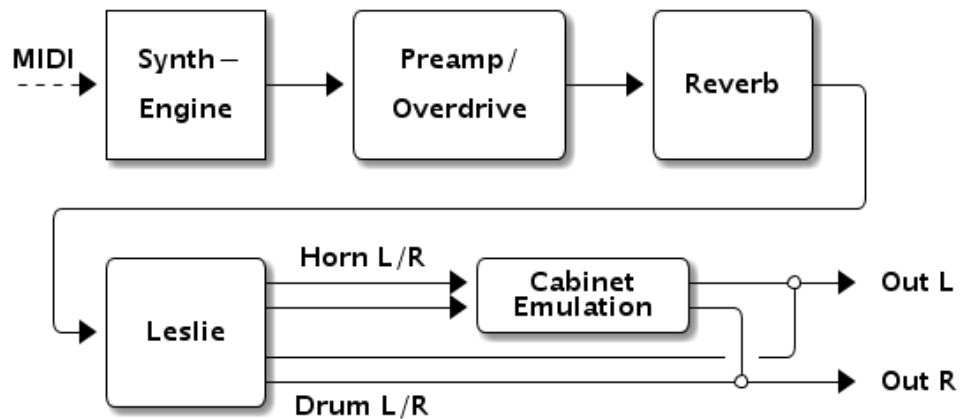 MIDI
Synth–
Engine
Preamp/
Overdrive
Reverb
Horn L/R
Cabinet
Emulation
Out L
Leslie
Out R
Drum L/R